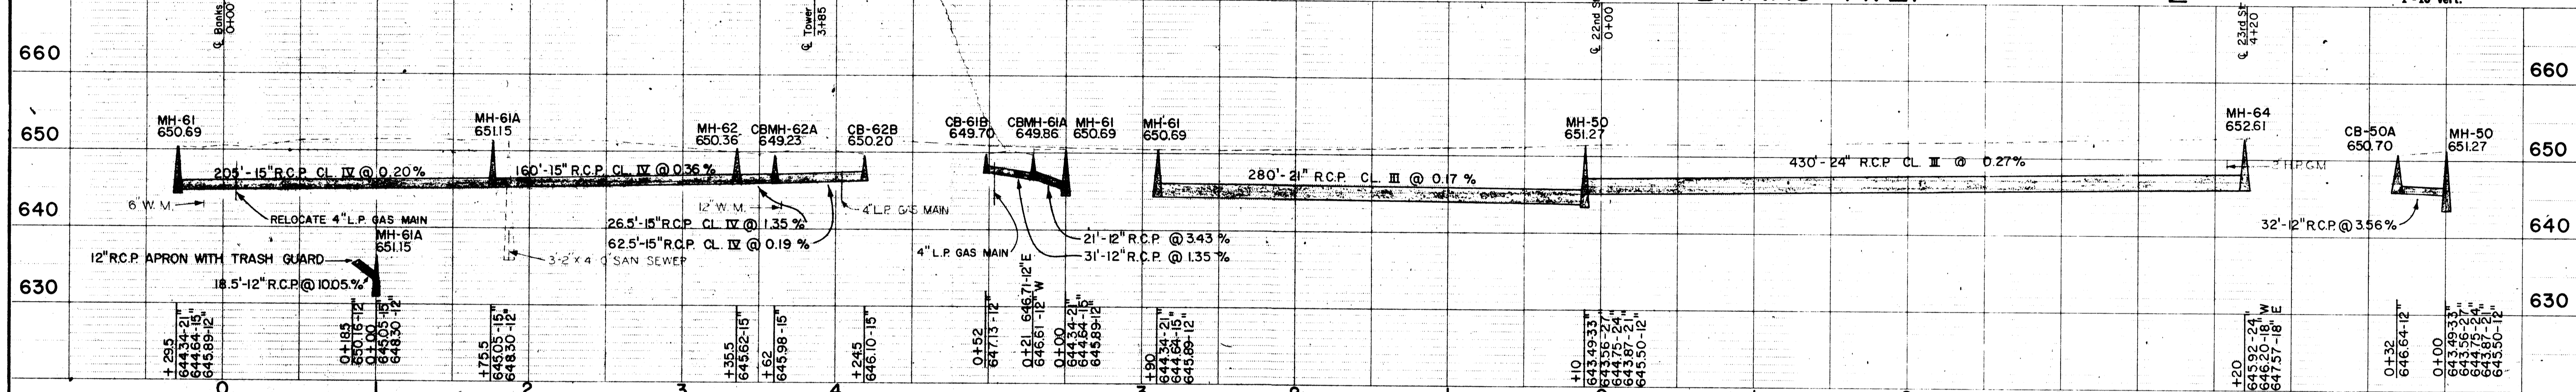 660
650
640
630
℄ Banks
0+00
℄ Tower
3+85
℄ 22nd St
0+00
℄ 23rd St
4+20
1"=10' Vert.
660
650
640
630
MH-61
650.69
MH-61A
651.15
MH-62
650.36
CBMH-62A
649.23
CB-62B
650.20
CB-61B
649.70
CBMH-61A
649.86
MH-61
650.69
MH-61
650.69
MH-50
651.27
MH-64
652.61
CB-50A
650.70
MH-50
651.27
205'-15" R.C.P. CL. IV @ 0.20%
160'-15" R.C.P. CL. IV @ 0.36%
280'-21" R.C.P. CL. III @ 0.17%
430'-24" R.C.P. CL. III @ 0.27%
6" W.M.
RELOCATE 4" L.P. GAS MAIN
12" W.M.
4" L.P. GAS MAIN
26.5'-15" R.C.P. CL. IV @ 1.35%
62.5'-15" R.C.P. CL. IV @ 0.19%
4" L.P. GAS MAIN
21'-12" R.C.P. @ 3.43%
31'-12" R.C.P. @ 1.35%
32'-12" R.C.P. @ 3.56%
MH-61A
651.15
12" R.C.P. APRON WITH TRASH GUARD
18.5'-12" R.C.P. @ 10.05%
SAN SEWER
+29.5
644.34-21"
644.64-15"
645.89-12"
0+18.5
650.16-12"
0+00
645.05-15"
648.30-12"
+75.5
645.05-15"
648.30-12"
+35.5
645.62-15"
+62
645.98-15"
+24.5
646.10-15"
0+52
647.13-12"
0+21 646.71-12" E
646.61-12" W
0+00
644.34-21"
644.64-15"
645.89-12"
+90
644.34-21"
644.64-15"
645.89-12"
+10
643.49-33"
643.56-27"
644.75-24"
643.87-21"
645.50-12"
+20
645.92-24"
646.20-18" W
647.57-18" E
0+32
646.64-12"
0+00
643.49-33"
643.56-27"
644.75-24"
643.87-21"
645.50-12"